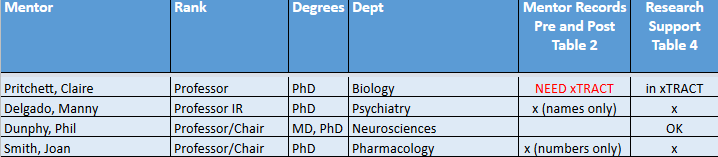 Mentor Rank Degrees Dept Mentor Records Pre and Post Table 2 Research Support Table 4
Pritchett, Claire Professor PhD Biology NEED xTRACT in xTRACT
Delgado, Manny Professor IR PhD Psychiatry x (names only) x
Dunphy, Phil Professor/Chair MD, PhD Neurosciences OK
Smith, Joan Professor/Chair PhD Pharmacology x (numbers only) x